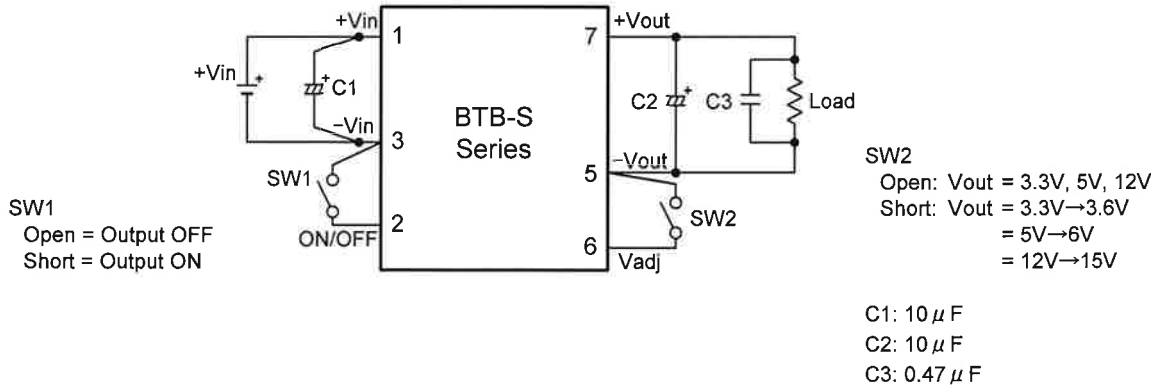 +Vin
1
7
+Vout
+Vin
+
+
C1
BTB-S
Series
C2
+
C3
Load
−Vin
3
5
−Vout
SW1
SW2
2
ON/OFF
6
Vadj
SW1
Open = Output OFF
Short = Output ON
SW2
Open: Vout = 3.3V, 5V, 12V
Short: Vout = 3.3V→3.6V
= 5V→6V
= 12V→15V
C1: 10 μ F
C2: 10 μ F
C3: 0.47 μ F